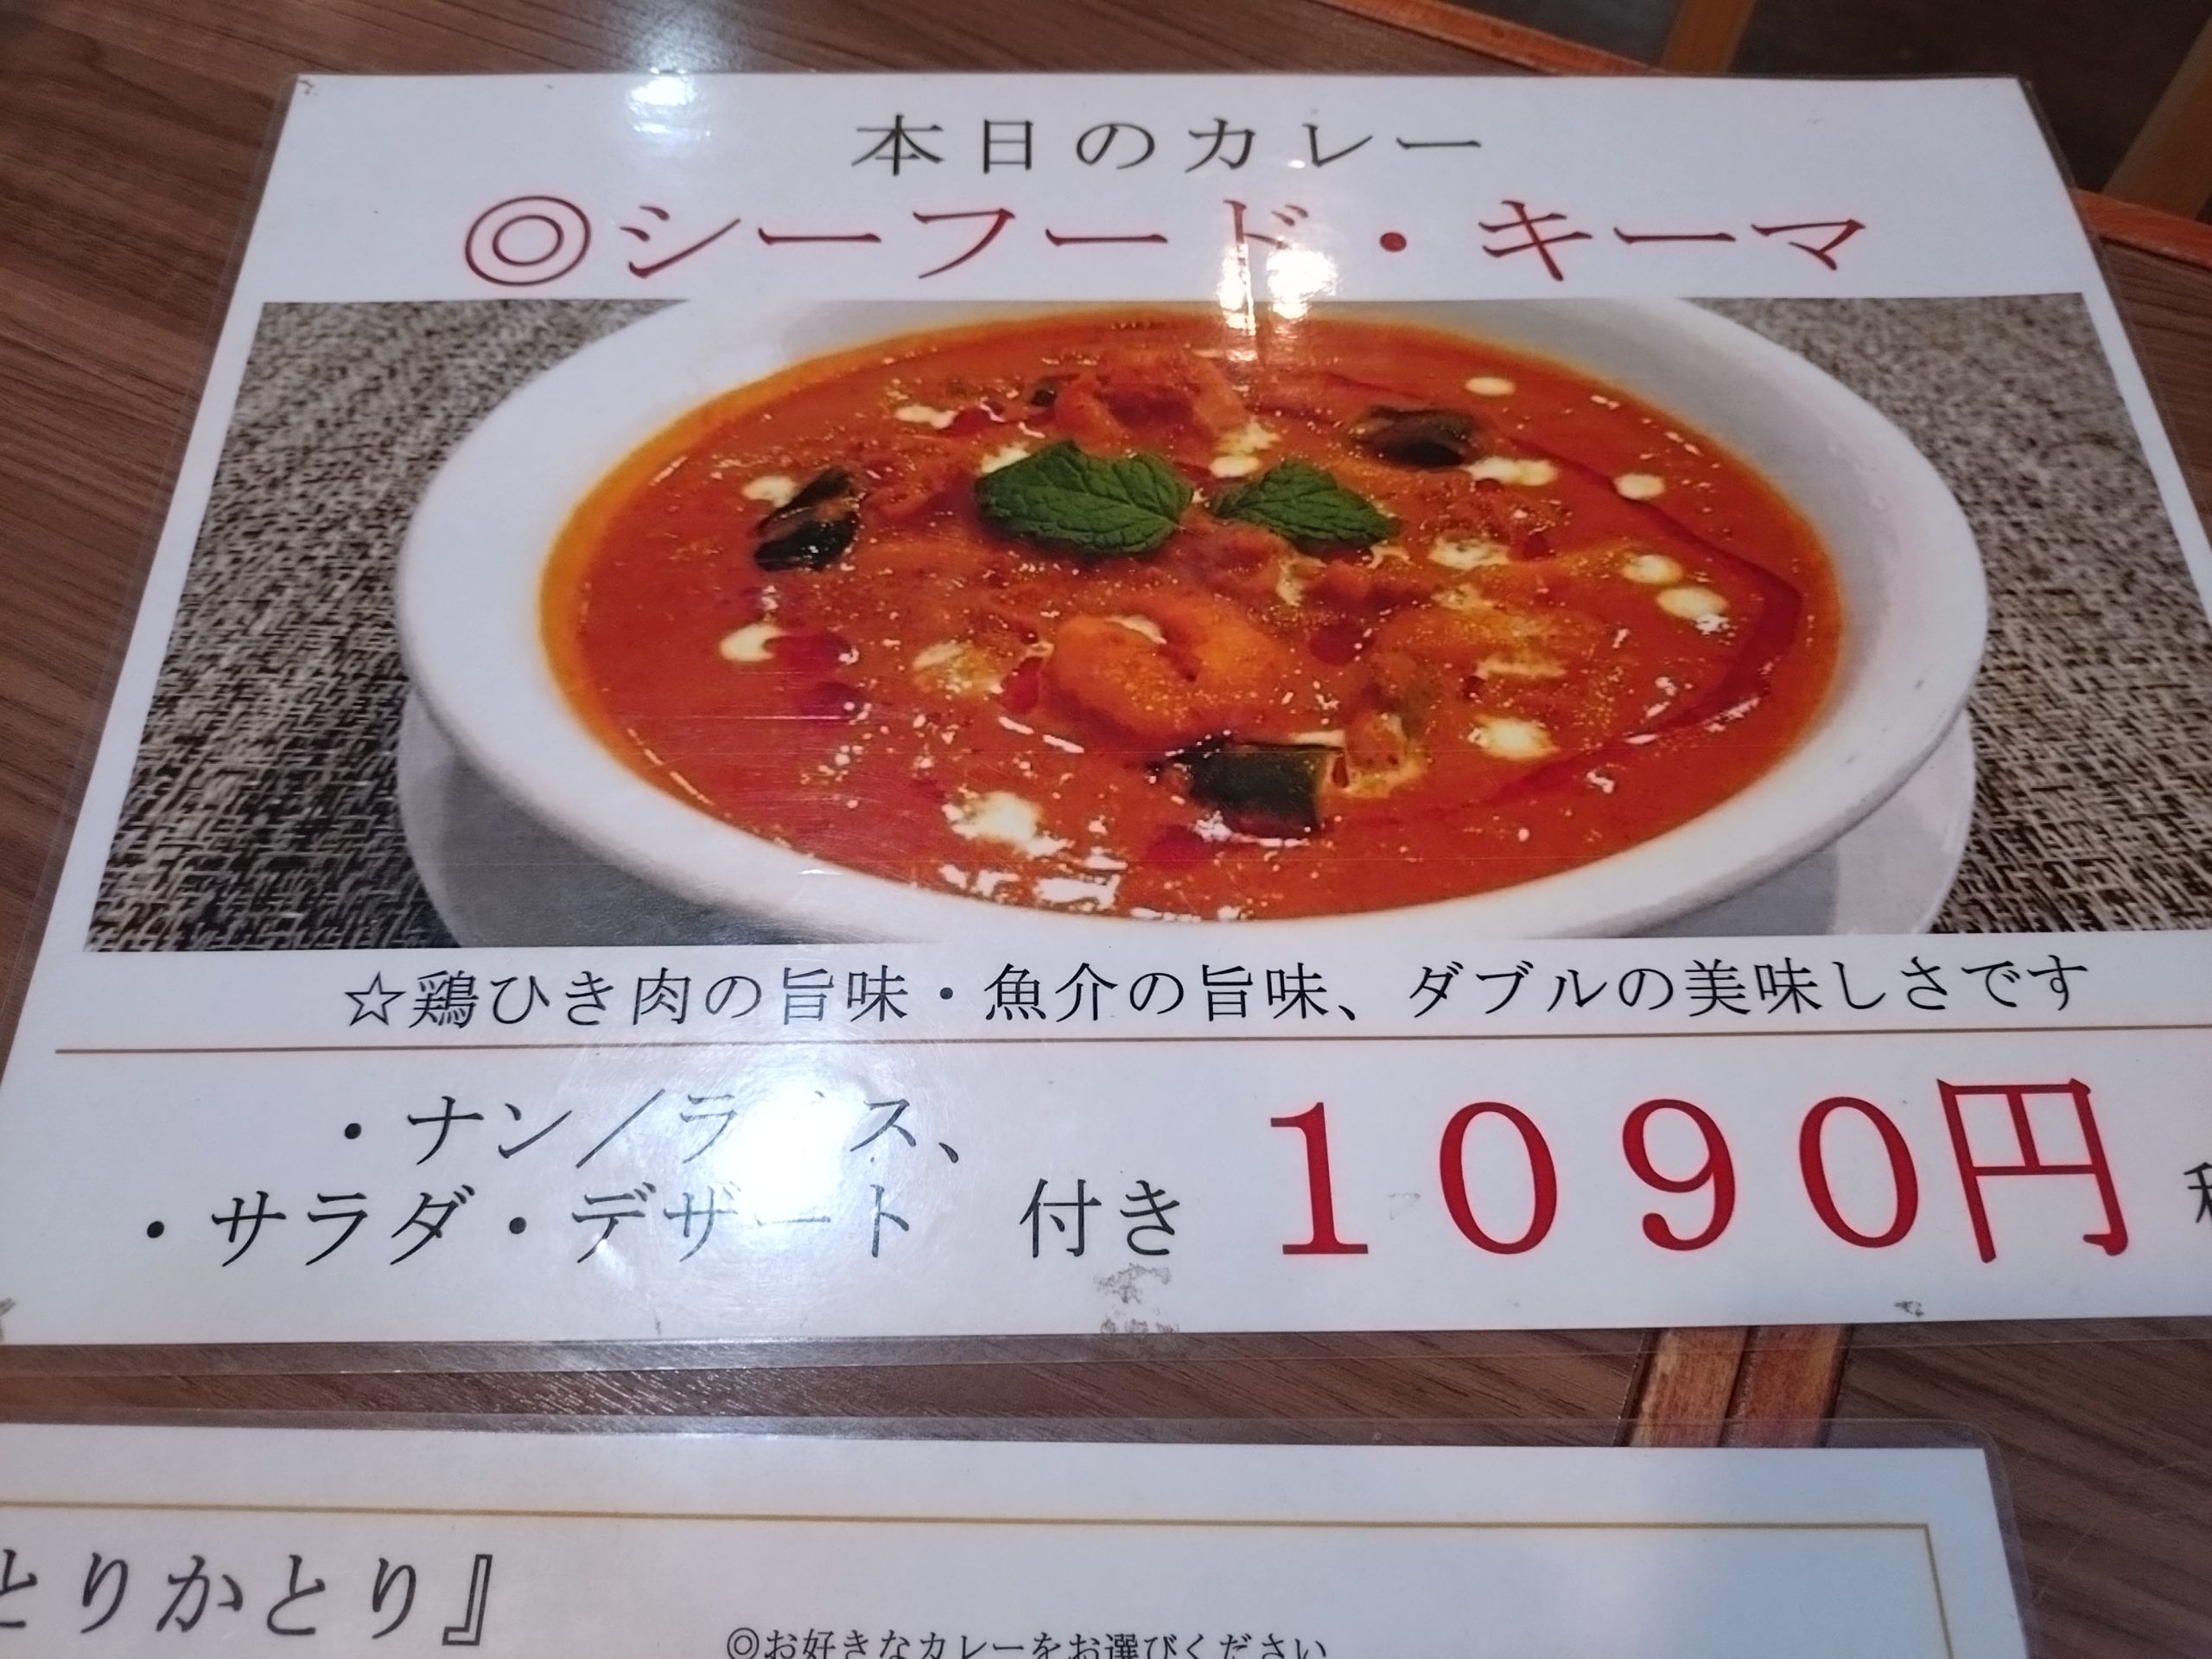 本日のカレー
◎シーフード・キーマ
☆鶏ひき肉の旨味・魚介の旨味、ダブルの美味しさです
・ナン／ライス、
・サラダ・デザート 付き １０９０円
とりかとり』
◎お好きなカレーをお選びください